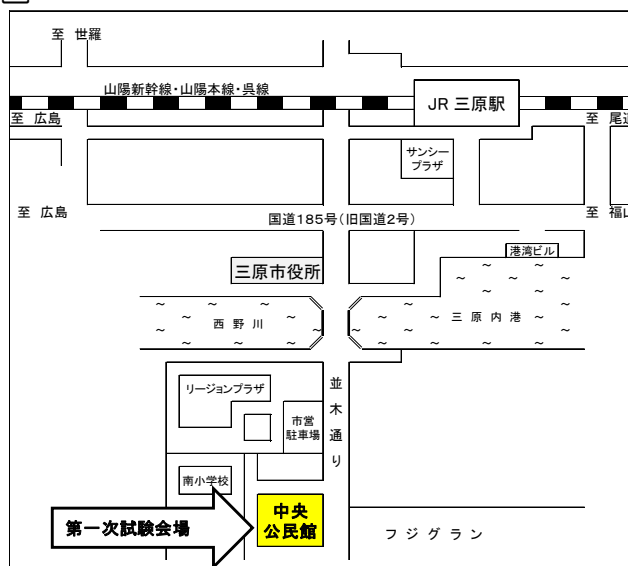 至 世羅
山陽新幹線・山陽本線・呉線
JR 三原駅
至 広島
至 尾道
サンシー
プラザ
至 広島
国道185号(旧国道2号)
至 福山
港湾ビル
三原市役所
西 野 川
三 原 内 港
リージョンプラザ
並木通り
市営
駐車場
南小学校
第一次試験会場
中央
公民館
フ ジ グ ラ ン